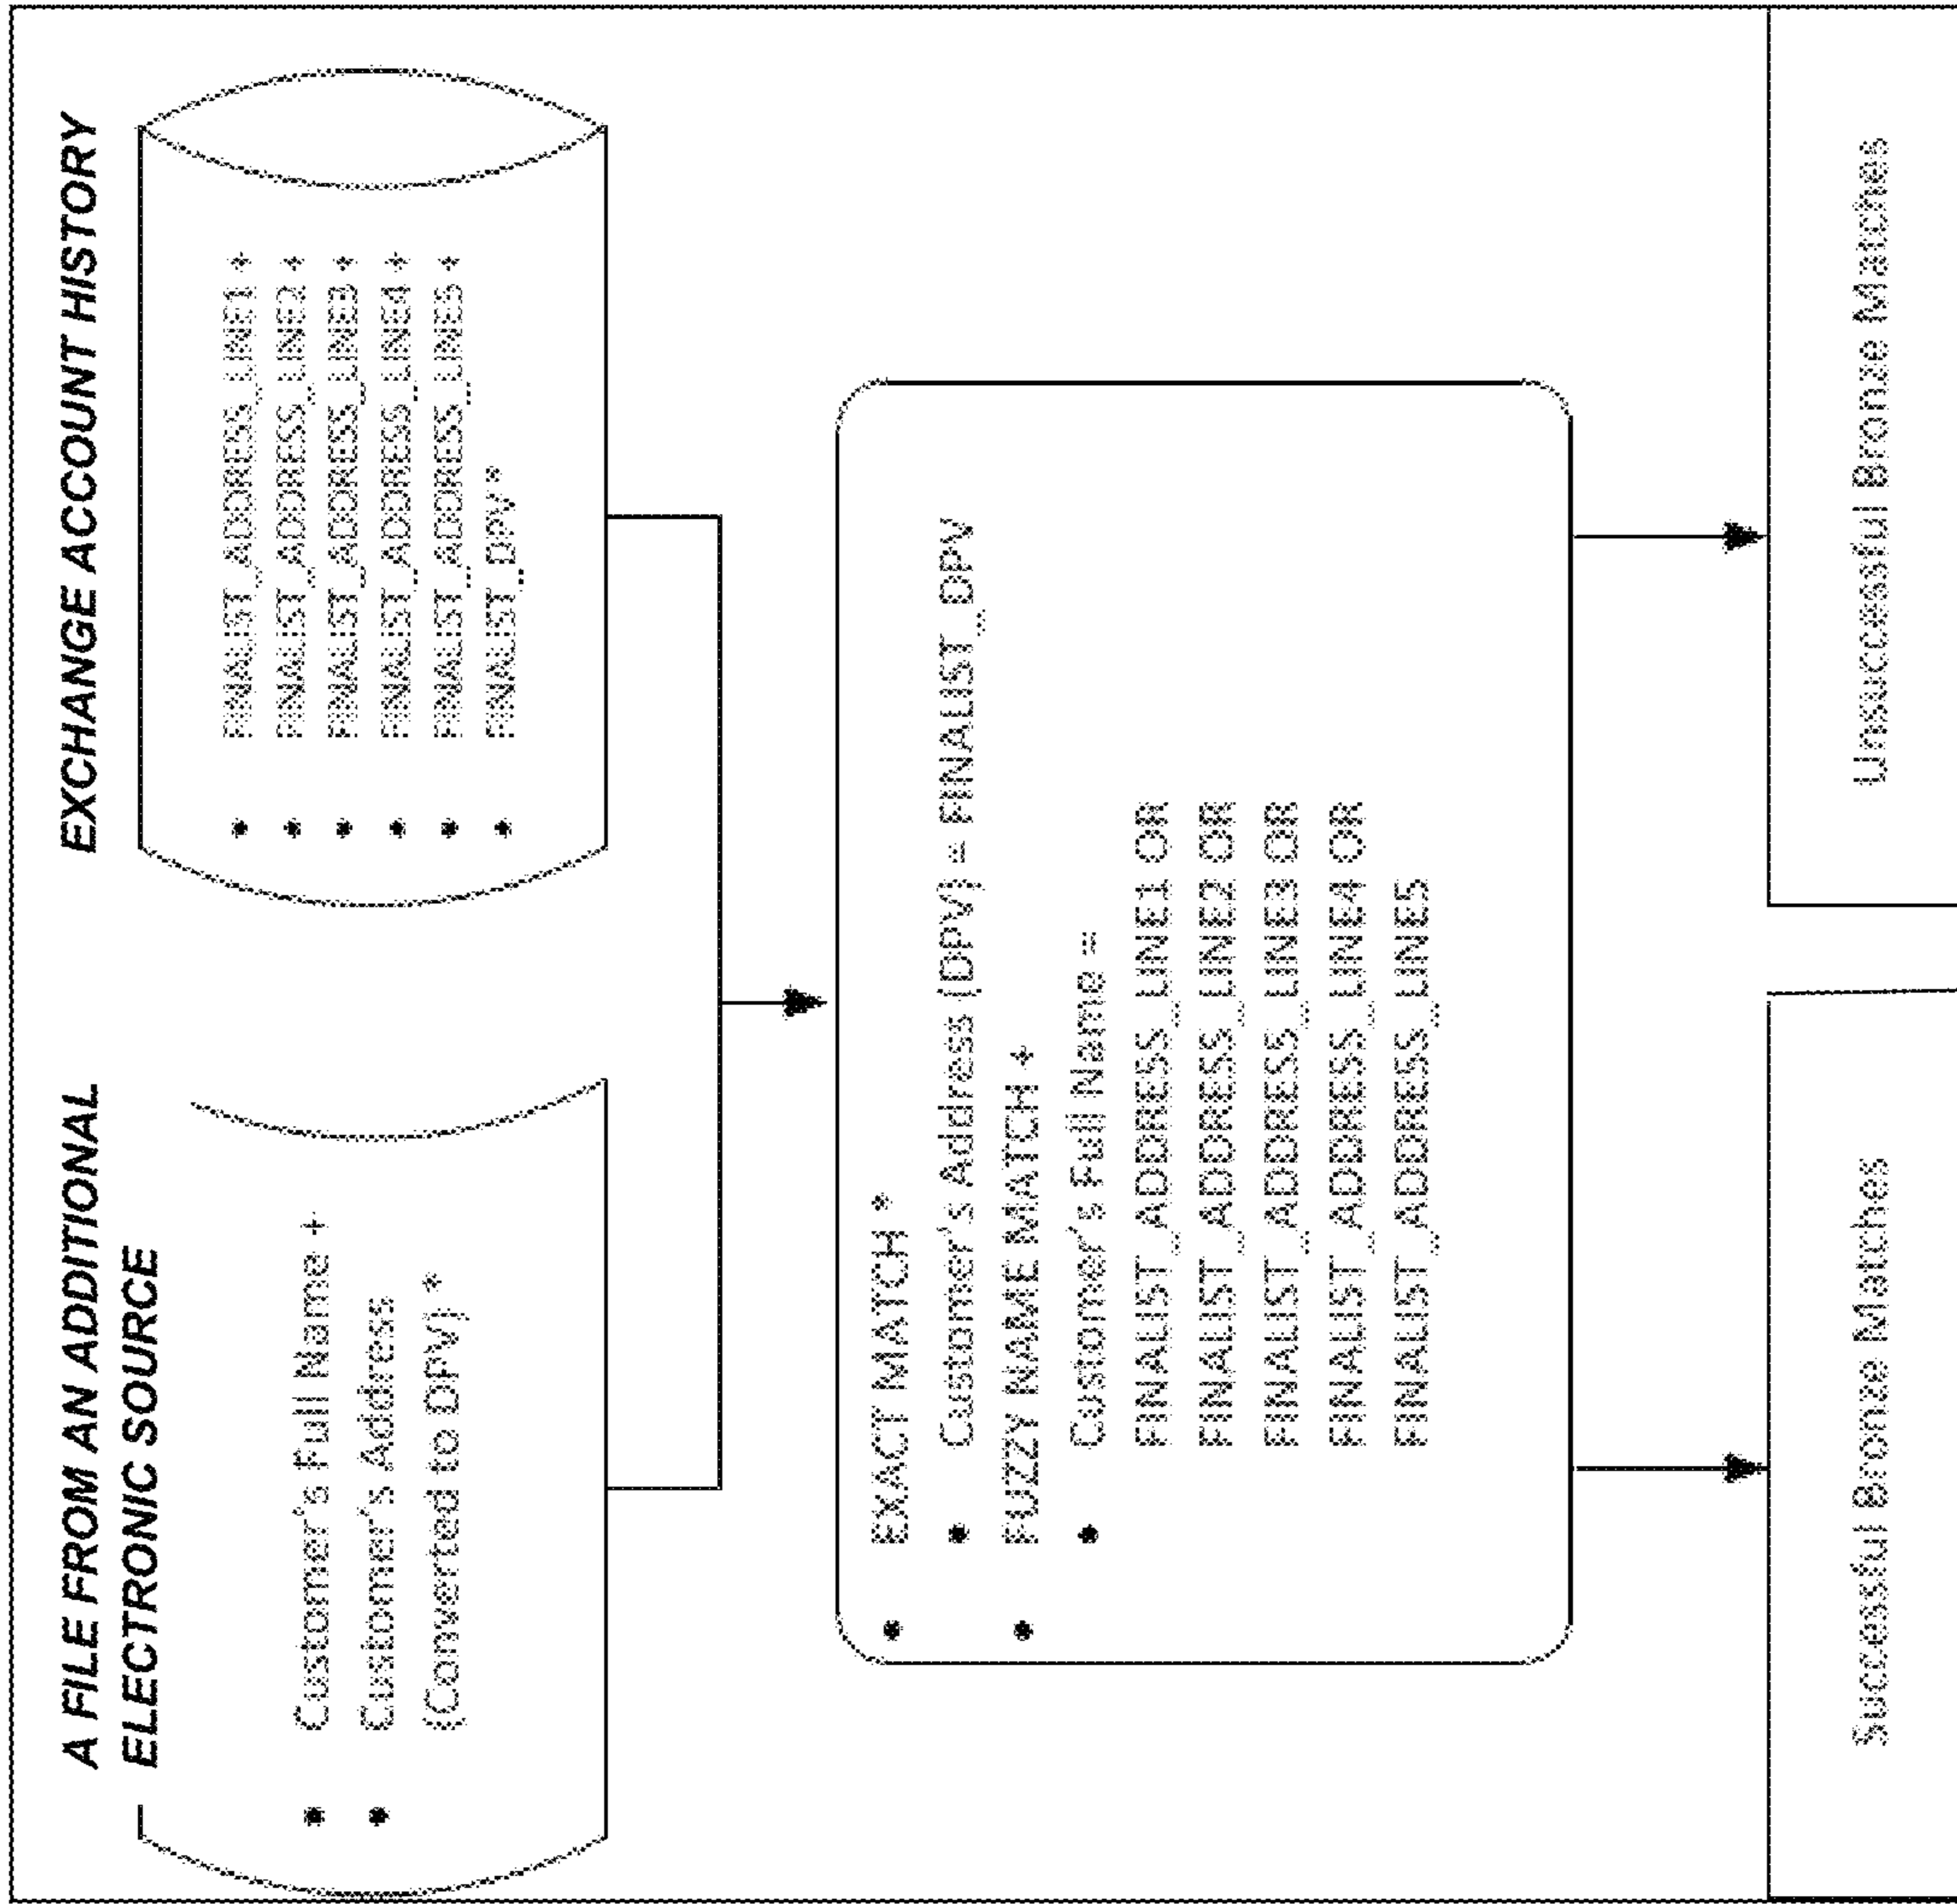 A FILE FROM AN ADDITIONAL
ELECTRONIC SOURCE
• Customer's Full Name +
• Customer's Address
(Converted to DPV) *
EXCHANGE ACCOUNT HISTORY
• FINALIST_ADDRESS_LINE1 +
• FINALIST_ADDRESS_LINE2 +
• FINALIST_ADDRESS_LINE3 +
• FINALIST_ADDRESS_LINE4 +
• FINALIST_ADDRESS_LINE5 +
• FINALIST_DPV *
• EXACT MATCH *
• Customer's Address (DPV) = FINALIST_DPV
• FUZZY NAME MATCH +
• Customer's Full Name =
FINALIST_ADDRESS_LINE1 OR
FINALIST_ADDRESS_LINE2 OR
FINALIST_ADDRESS_LINE3 OR
FINALIST_ADDRESS_LINE4 OR
FINALIST_ADDRESS_LINE5
Successful Bronze Matches
Unsuccessful Bronze Matches